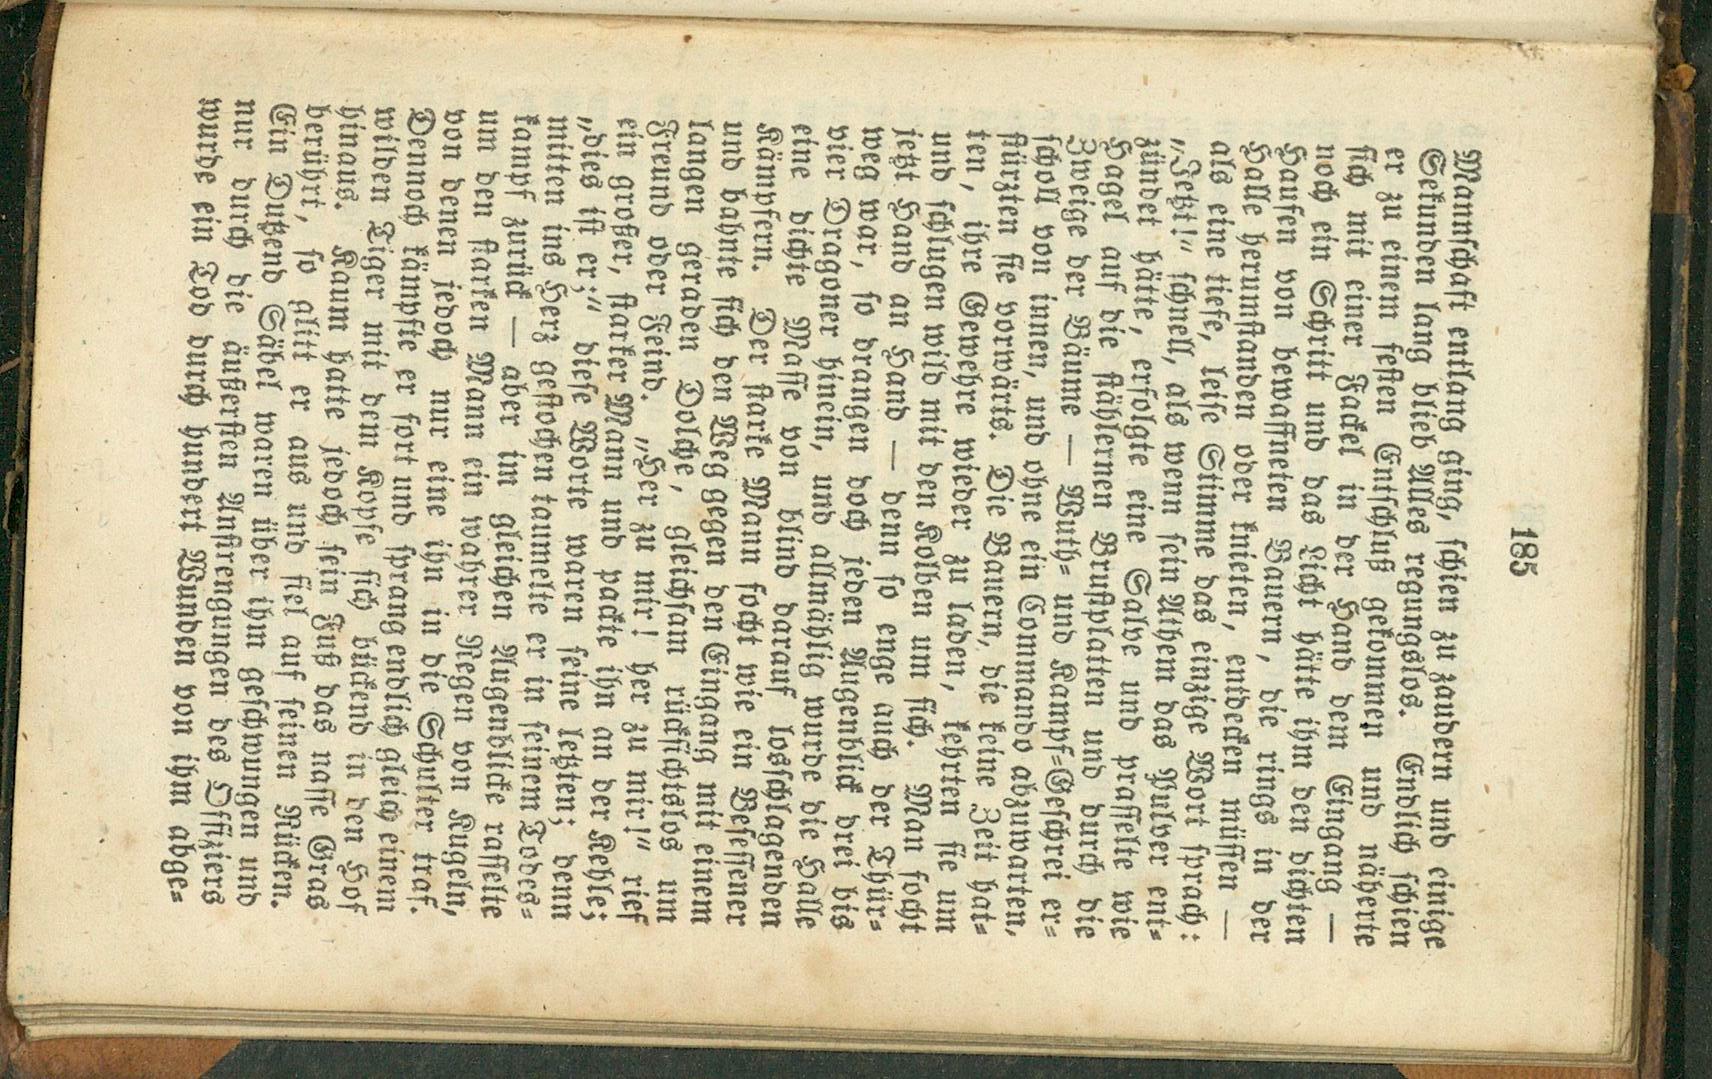 185
Mannschaft entlang ging, schien zu zaudern und einige
Sekunden lang blieb Alles regungslos. Endlich schien
er zu einem festen Entschluß gekommen und näherte
sich mit einer Fackel in der Hand dem Eingang —
noch ein Schritt und das Licht hätte ihm den dichten
Haufen von bewaffneten Bauern, die rings in der
Halle herumstanden oder knieten, entdecken müssen —
als eine tiefe, leise Stimme das einzige Wort sprach:
„Jetzt!“ schnell, als wenn sein Athem das Pulver ent-
zündet hätte, erfolgte eine Salve und prasselte wie
Hagel auf die stählernen Brustplatten und durch die
Zweige der Bäume — Wuth- und Kampf-Geschrei er-
scholl von innen, und ohne ein Commando abzuwarten,
stürzten sie vorwärts. Die Bauern, die keine Zeit hat-
ten, ihre Gewehre wieder zu laden, kehrten sie um
und schlugen wild mit den Kolben um sich. Man focht
jetzt Hand an Hand — denn so enge auch der Thür-
weg war, so drangen doch jeden Augenblick drei bis
vier Dragoner hinein, und allmählig wurde die Halle
eine dichte Masse von blind darauf losschlagenden
Kämpfern. Der starke Mann focht wie ein Besessener
und bahnte sich den Weg gegen den Eingang mit einem
langen geraden Dolche, gleichsam rücksichtslos um
Freund oder Feind. „Her zu mir! her zu mir!“ rief
ein großer, starker Mann und packte ihn an der Kehle;
„dies ist er;“ diese Worte waren seine letzten; denn
mitten ins Herz gestochen taumelte er in seinem Todes-
kampf zurück — aber im gleichen Augenblicke rasselte
um den starken Mann ein wahrer Regen von Kugeln,
von denen jedoch nur eine ihn in die Schulter traf.
Dennoch kämpfte er fort und sprang endlich gleich einem
wilden Tiger mit dem Kopfe sich bückend in den Hof
hinaus. Kaum hatte jedoch sein Fuß das nasse Gras
berührt, so glitt er aus und fiel auf seinen Rücken.
Ein Dutzend Säbel waren über ihm geschwungen und
nur durch die äußersten Anstrengungen des Offiziers
wurde ein Tod durch hundert Wunden von ihm abge-